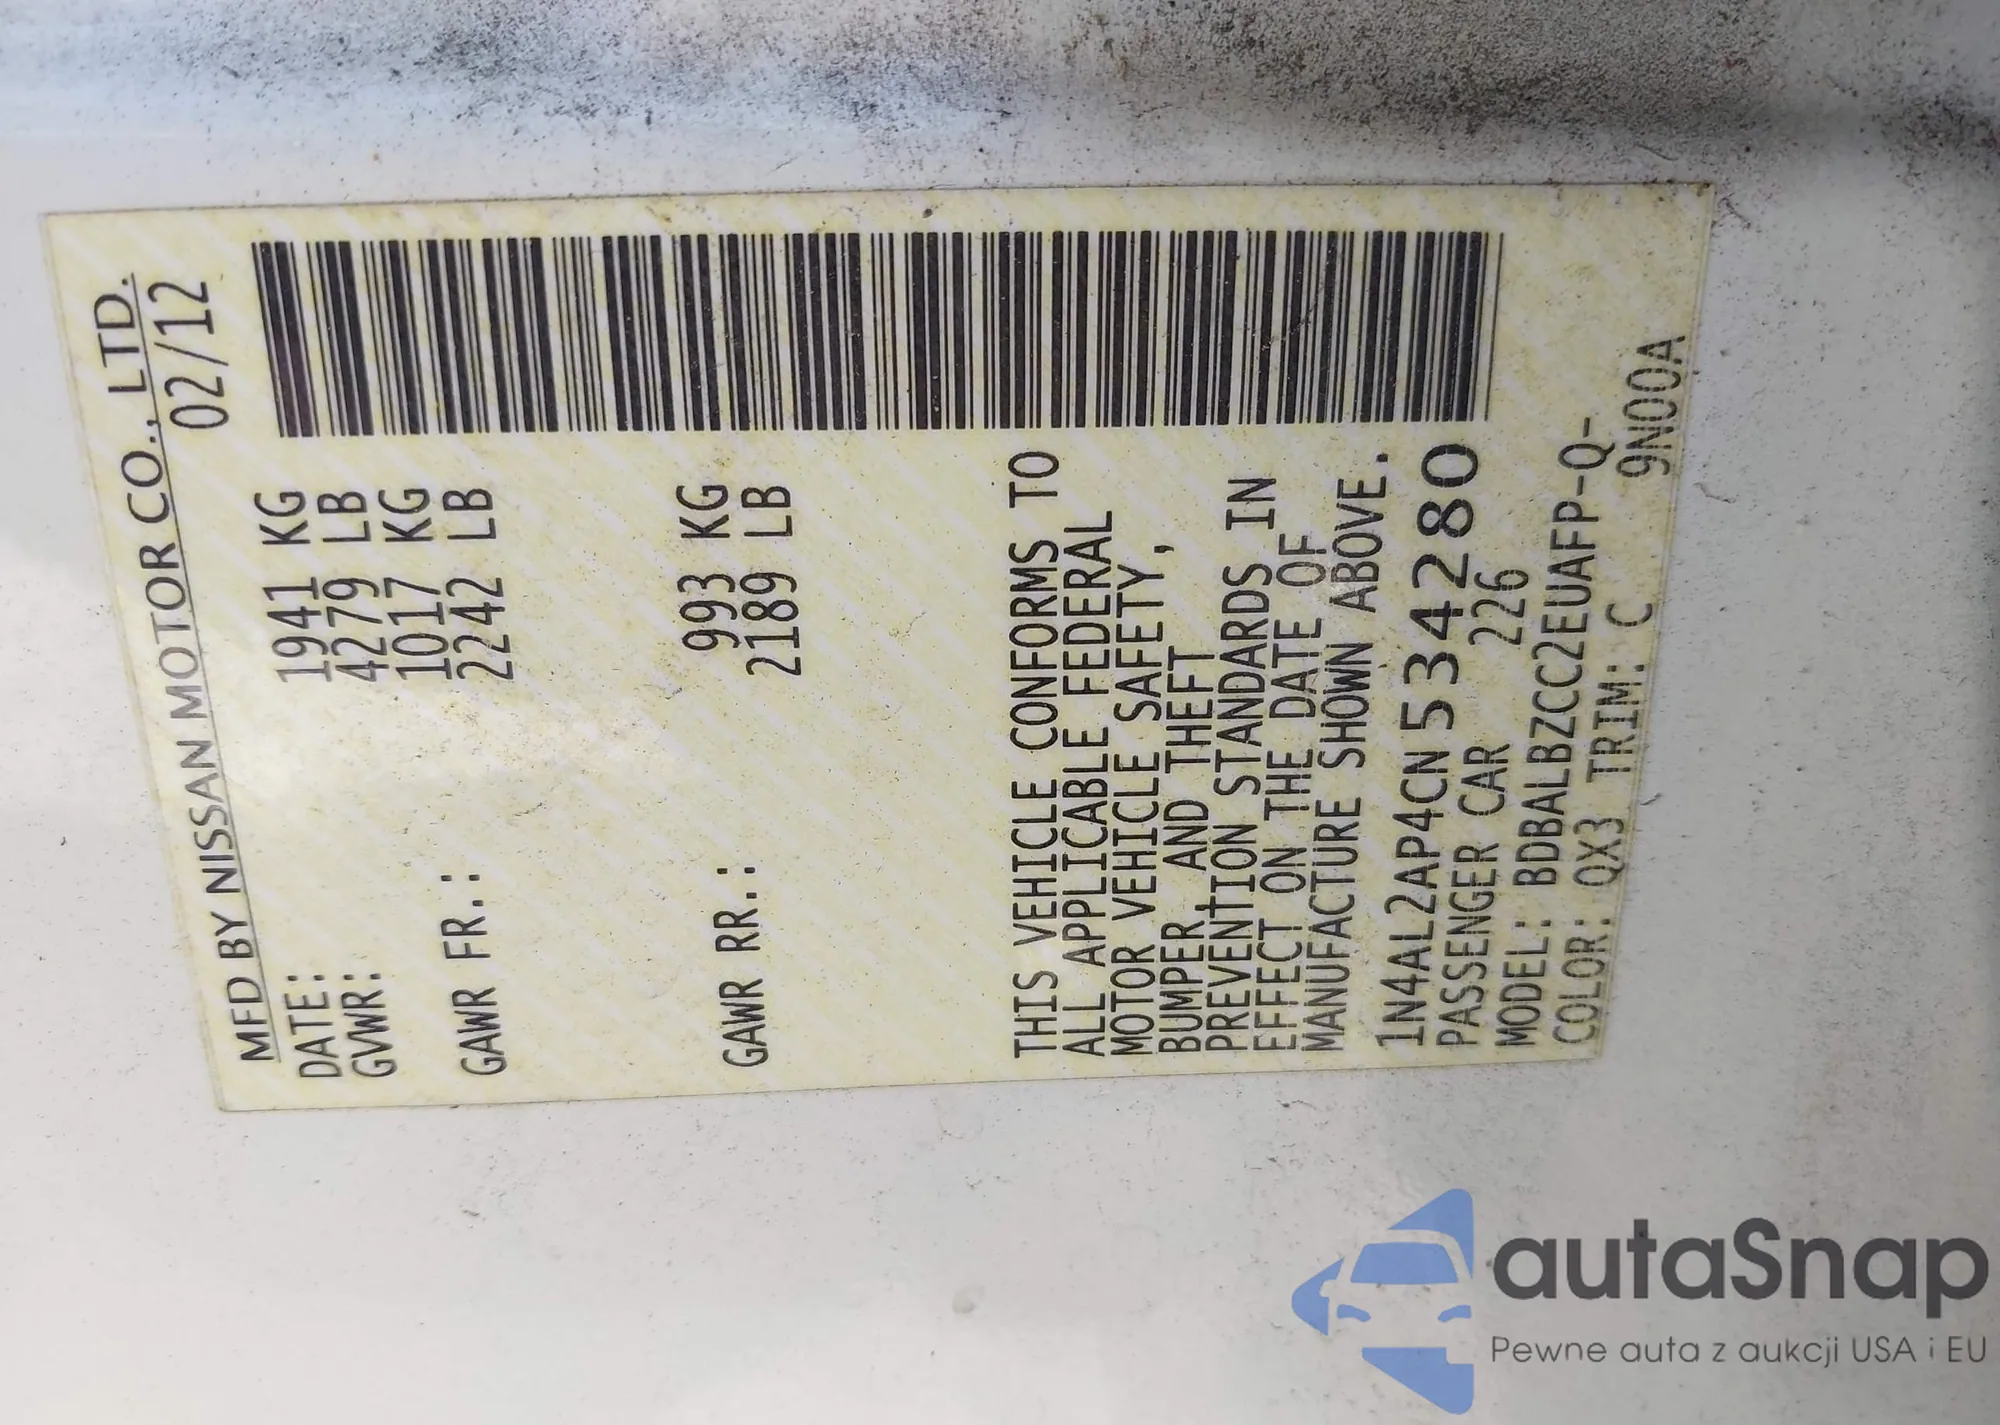 MFD BY NISSAN MOTOR CO., LTD.
DATE: 02/12
GVWR: 1941 KG
4279 LB
GAWR FR.: 1017 KG
2242 LB
GAWR RR.: 993 KG
2189 LB
THIS VEHICLE CONFORMS TO
ALL APPLICABLE FEDERAL
MOTOR VEHICLE SAFETY,
BUMPER AND THEFT
PREVENTION STANDARDS IN
EFFECT ON THE DATE OF
MANUFACTURE SHOWN ABOVE.
1N4AL2AP4CN534280
PASSENGER CAR 226
MODEL: BDBALBZCC2EUAFP-Q-
COLOR: QX3 TRIM: C 9N00A
autaSnap
Pewne auta z aukcji USA i EU